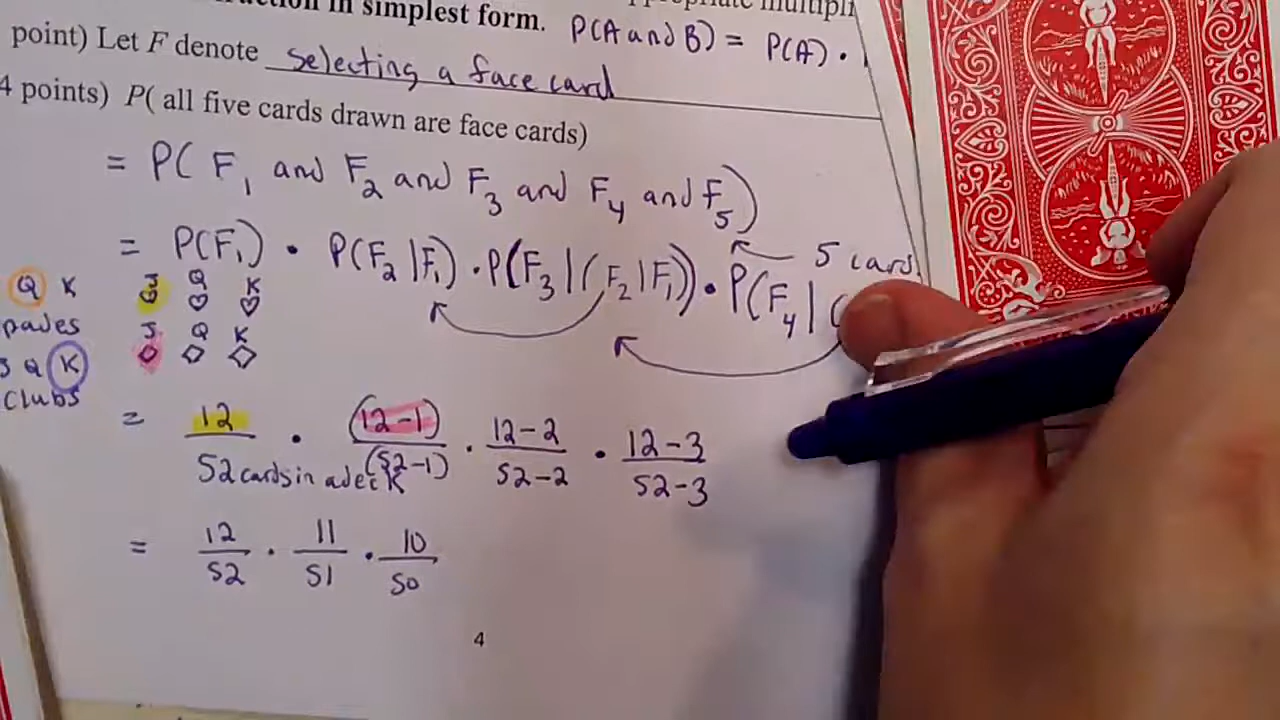 in simplest form. P(A and B) = P(A) ·
point) Let F denote selecting a face card
4 points) P( all five cards drawn are face cards)
= P( F1 and F2 and F3 and F4 and F5 )
= P(F1) · P(F2 | F1) · P(F3 | (F2 | F1)) · P(F4 | (
5 cards
Q K J Q K
J Q K
Q K
Clubs
= 12/52 cards in a deck · (12-1)/(52-1) · 12-2/52-2 · 12-3/52-3
= 12/52 · 11/51 · 10/50
4